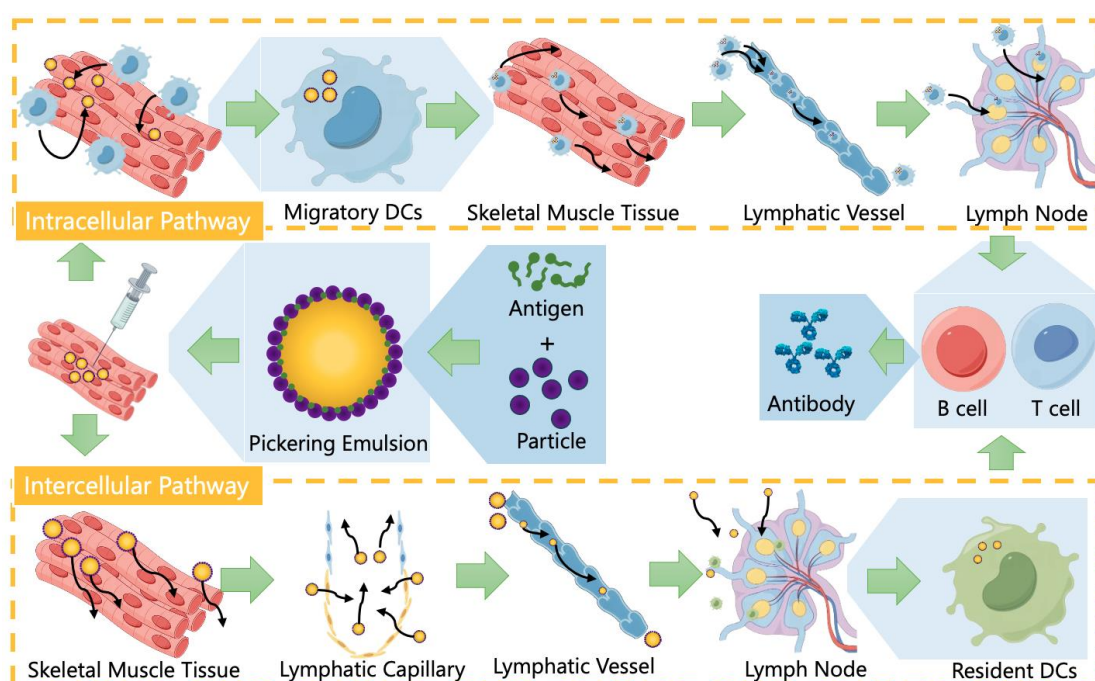 Migratory DCs
Skeletal Muscle Tissue
Lymphatic Vessel
Lymph Node
Intracellular Pathway
Antigen
+
Particle
Pickering Emulsion
Antibody
B cell
T cell
Intercellular Pathway
Skeletal Muscle Tissue
Lymphatic Capillary
Lymphatic Vessel
Lymph Node
Resident DCs